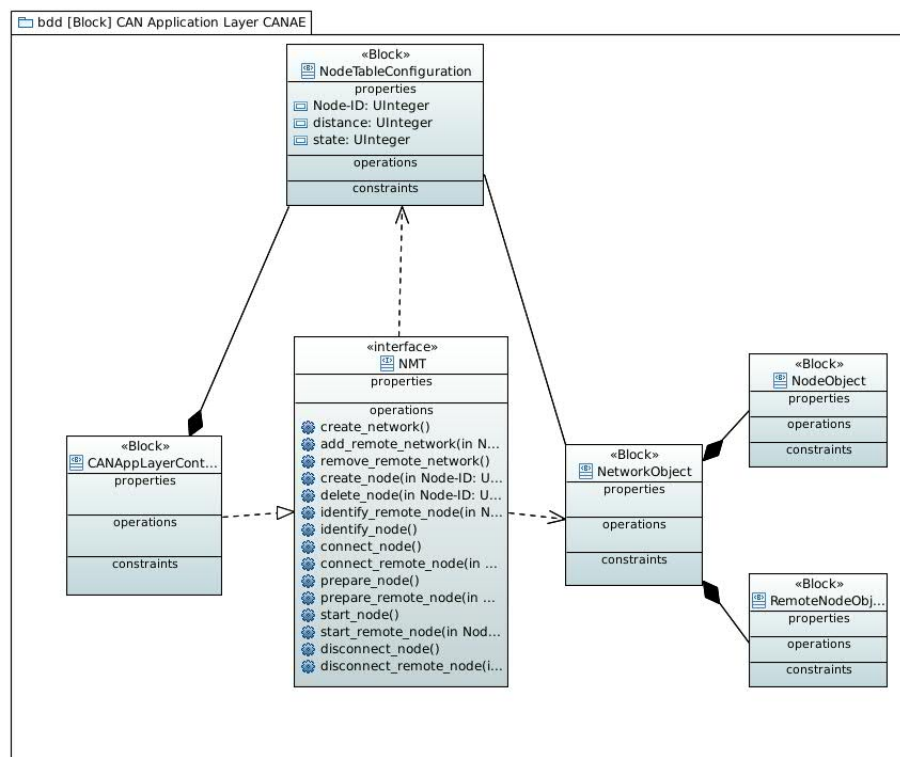 bdd [Block] CAN Application Layer CANAE
«Block»
NodeTableConfiguration
properties
Node-ID: UInteger
distance: UInteger
state: UInteger
operations
constraints
«interface»
NMT
properties
operations
create_network()
add_remote_network(in N...
remove_remote_network()
create_node(in Node-ID: U...
delete_node(in Node-ID: U...
identify_remote_node(in N...
identify_node()
connect_node()
connect_remote_node(in ...
prepare_node()
prepare_remote_node(in ...
start_node()
start_remote_node(in Nod...
disconnect_node()
disconnect_remote_node(i...
«Block»
CANAppLayerCont...
properties
operations
constraints
«Block»
NetworkObject
properties
operations
constraints
«Block»
NodeObject
properties
operations
constraints
«Block»
RemoteNodeObj...
properties
operations
constraints